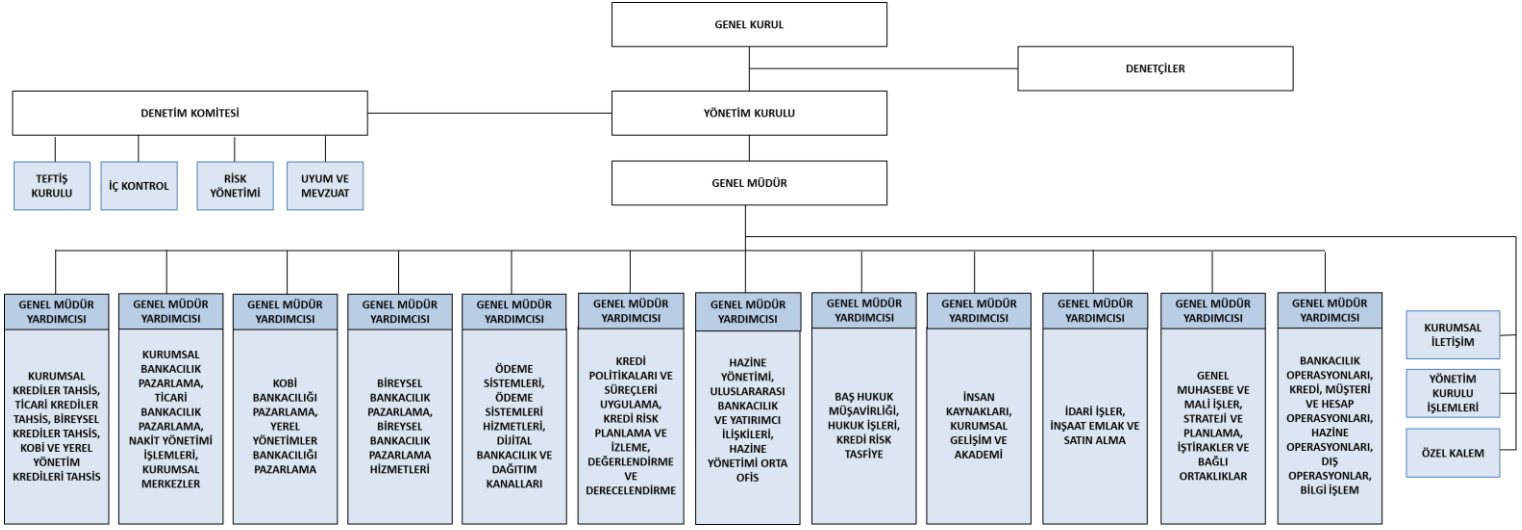 GENEL KURUL
DENETÇİLER
DENETİM KOMİTESİ
YÖNETİM KURULU
TEFTİŞ
KURULU
İÇ KONTROL
RİSK
YÖNETİMİ
UYUM VE
MEVZUAT
GENEL MÜDÜR
GENEL MÜDÜR
YARDIMCISI
KURUMSAL
KREDİLER TAHSİS,
TİCARİ KREDİLER
TAHSİS, BİREYSEL
KREDİLER TAHSİS,
KOBİ VE YEREL
YÖNETİM
KREDİLERİ TAHSİS
GENEL MÜDÜR
YARDIMCISI
KURUMSAL
BANKACILIK
PAZARLAMA,
TİCARİ
BANKACILIK
PAZARLAMA,
NAKİT YÖNETİMİ
İŞLEMLERİ,
KURUMSAL
MERKEZLER
GENEL MÜDÜR
YARDIMCISI
KOBİ
BANKACILIĞI
PAZARLAMA,
YEREL
YÖNETİMLER
BANKACILIĞI
PAZARLAMA
GENEL MÜDÜR
YARDIMCISI
BİREYSEL
BANKACILIK
PAZARLAMA,
BİREYSEL
BANKACILIK
PAZARLAMA
HİZMETLERİ
GENEL MÜDÜR
YARDIMCISI
ÖDEME
SİSTEMLERİ,
ÖDEME
SİSTEMLERİ
HİZMETLERİ,
DİJİTAL
BANKACILIK VE
DAĞITIM
KANALLARI
GENEL MÜDÜR
YARDIMCISI
KREDİ
POLİTİKALARI VE
SÜREÇLERİ
UYGULAMA,
KREDİ RİSK
PLANLAMA VE
İZLEME,
DEĞERLENDİRME
VE
DERECELENDİRME
GENEL MÜDÜR
YARDIMCISI
HAZİNE
YÖNETİMİ,
ULUSLARARASI
BANKACILIK
VE YATIRIMCI
İLİŞKİLERİ,
HAZİNE
YÖNETİMİ ORTA
OFİS
GENEL MÜDÜR
YARDIMCISI
BAŞ HUKUK
MÜŞAVİRLİĞİ,
HUKUK İŞLERİ,
KREDİ RİSK
TASFİYE
GENEL MÜDÜR
YARDIMCISI
İNSAN
KAYNAKLARI,
KURUMSAL
GELİŞİM VE
AKADEMİ
GENEL MÜDÜR
YARDIMCISI
İDARİ İŞLER,
İNŞAAT EMLAK VE
SATIN ALMA
GENEL MÜDÜR
YARDIMCISI
GENEL
MUHASEBE VE
MALİ İŞLER,
STRATEJİ VE
PLANLAMA,
İŞTİRAKLER VE
BAĞLI
ORTAKLIKLAR
GENEL MÜDÜR
YARDIMCISI
BANKACILIK
OPERASYONLARI,
KREDİ, MÜŞTERİ
VE HESAP
OPERASYONLARI,
HAZİNE
OPERASYONLARI,
DIŞ
OPERASYONLAR,
BİLGİ İŞLEM
KURUMSAL
İLETİŞİM
YÖNETİM
KURULU
İŞLEMLERİ
ÖZEL KALEM